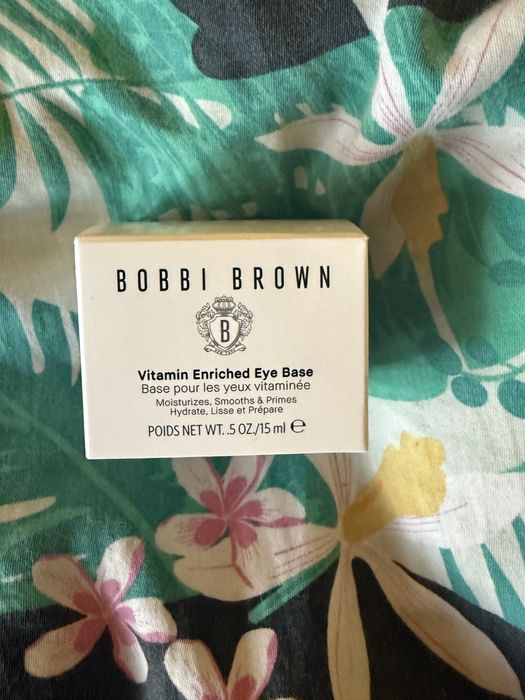 BOBBI BROWN
B
Vitamin Enriched Eye Base
Base pour les yeux vitaminée
Moisturizes, Smooths & Primes
Hydrate, Lisse et Prépare
POIDS NET WT. .5 OZ./15 ml ℮